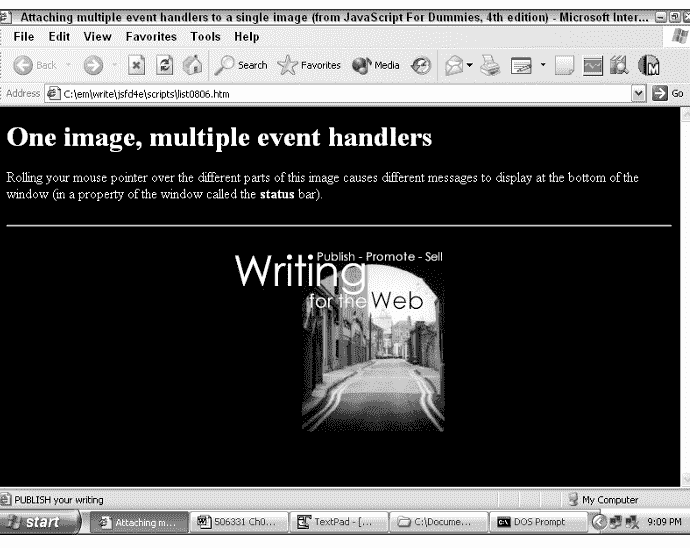 Attaching multiple event handlers to a single image (from JavaScript For Dummies, 4th edition) - Microsoft Inter...
File Edit View Favorites Tools Help
Back Search Favorites Media
Address C:\em\write\jsfd4e\scripts\list0806.htm Go
One image, multiple event handlers
Rolling your mouse pointer over the different parts of this image causes different messages to display at the bottom of the
window (in a property of the window called the status bar).
Publish - Promote - Sell
Writing
for the Web
PUBLISH your writing My Computer
start Attaching m... 506331 Ch0... TextPad - [... C:\Docume... DOS Prompt 9:09 PM